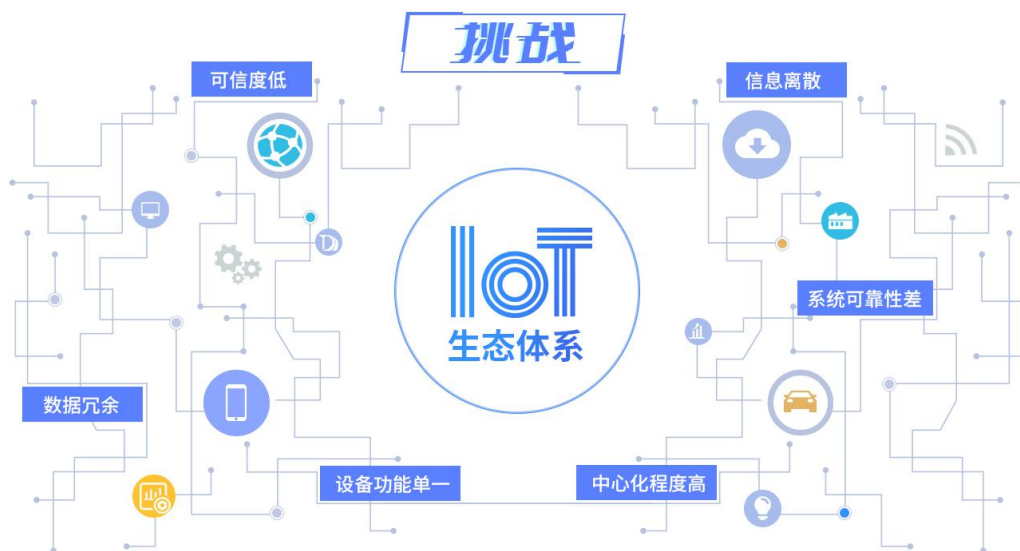 挑战
可信度低
信息离散
IoT
生态体系
系统可靠性差
数据冗余
设备功能单一
中心化程度高